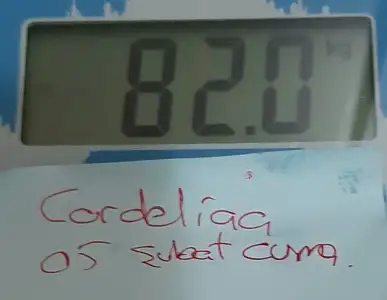 82.0 kg
Cordeliaa
05 Şubat cuma.